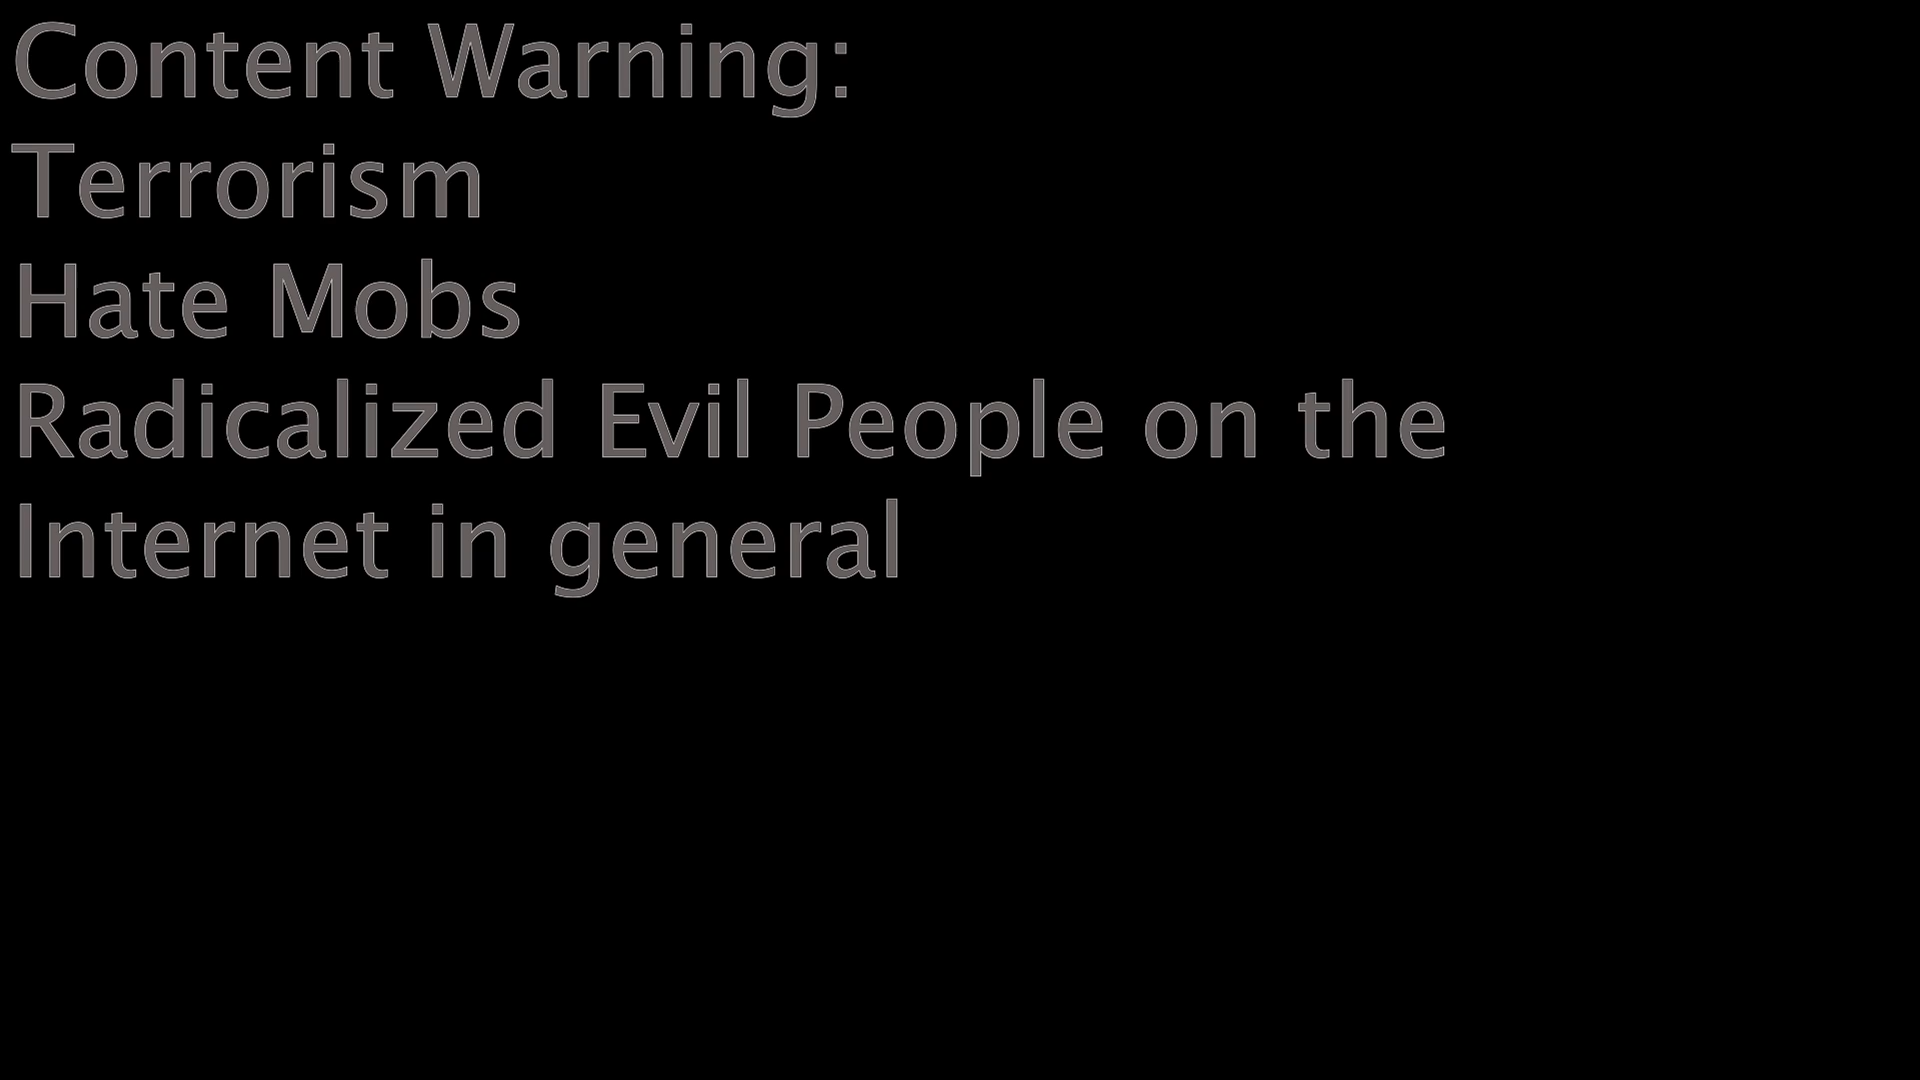 Content Warning:
Terrorism
Hate Mobs
Radicalized Evil People on the
Internet in general